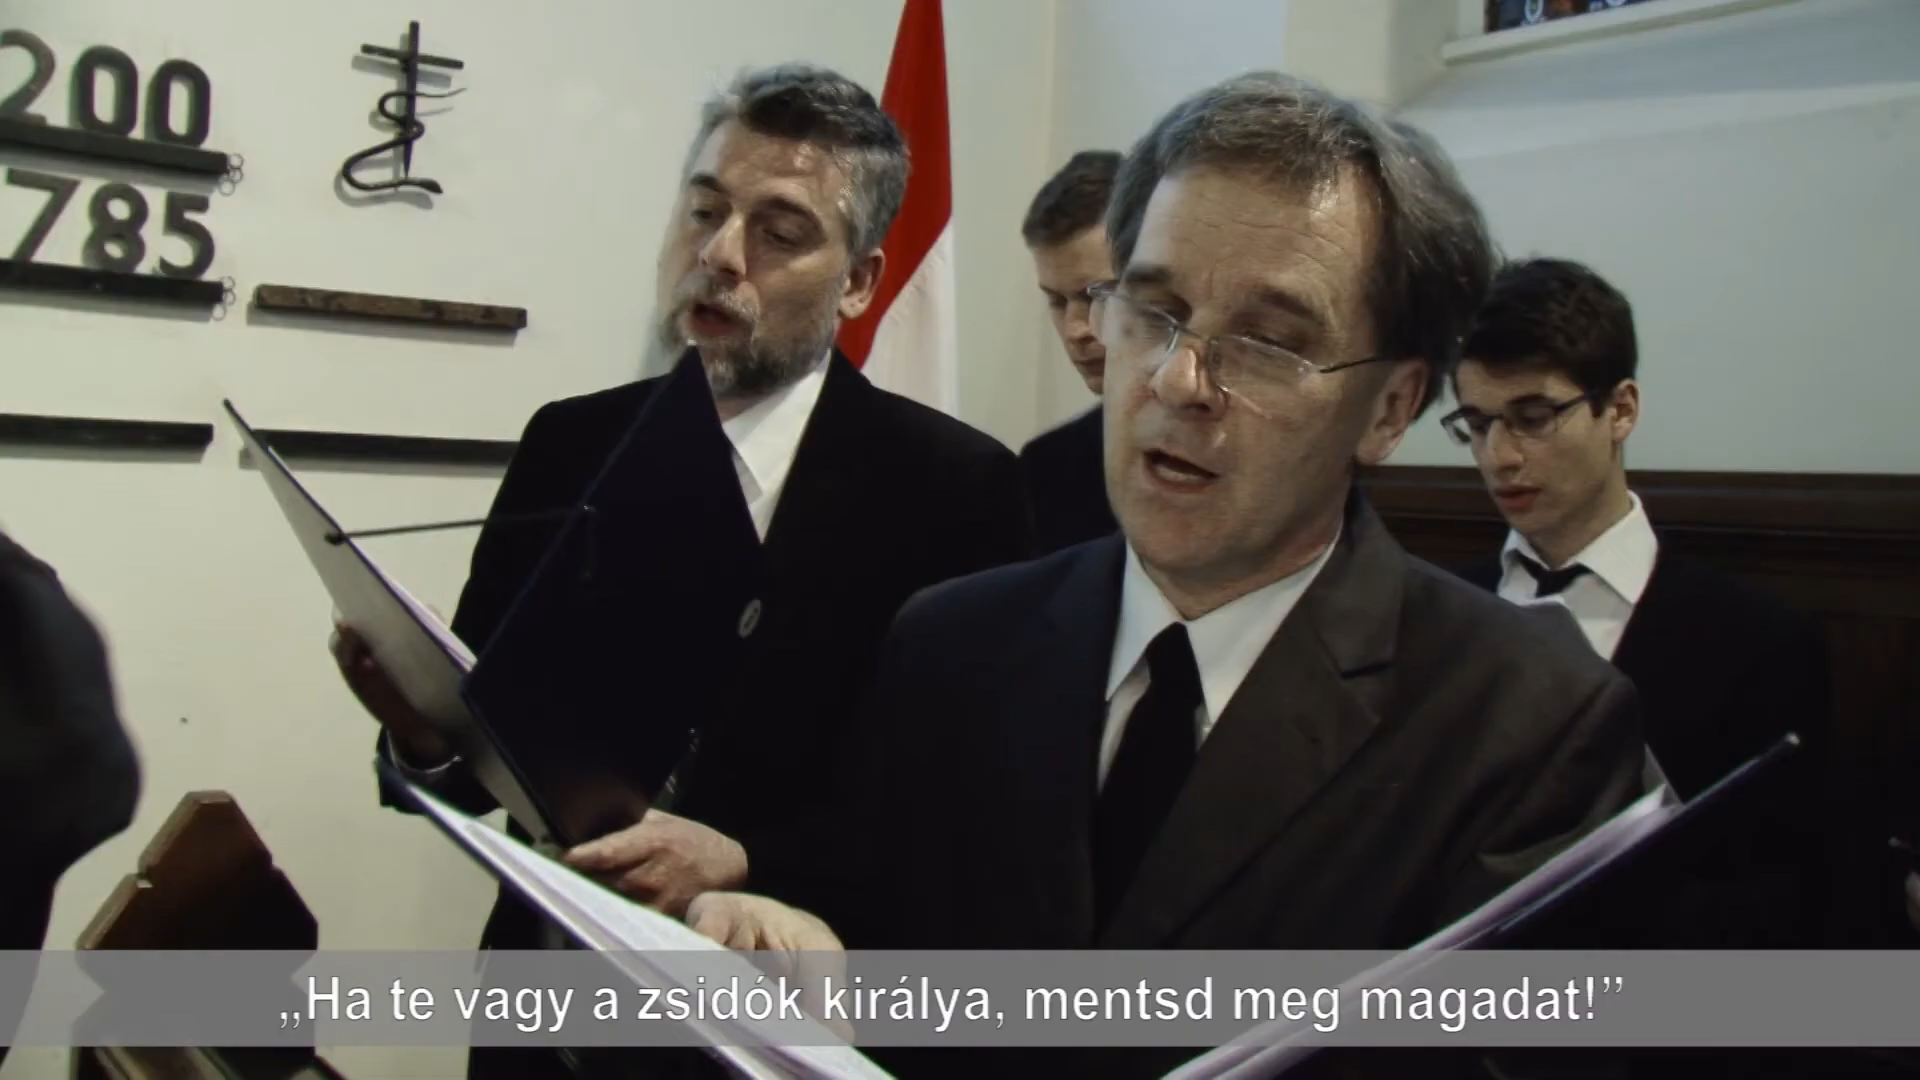 200
785
„Ha te vagy a zsidók királya, mentsd meg magadat!”